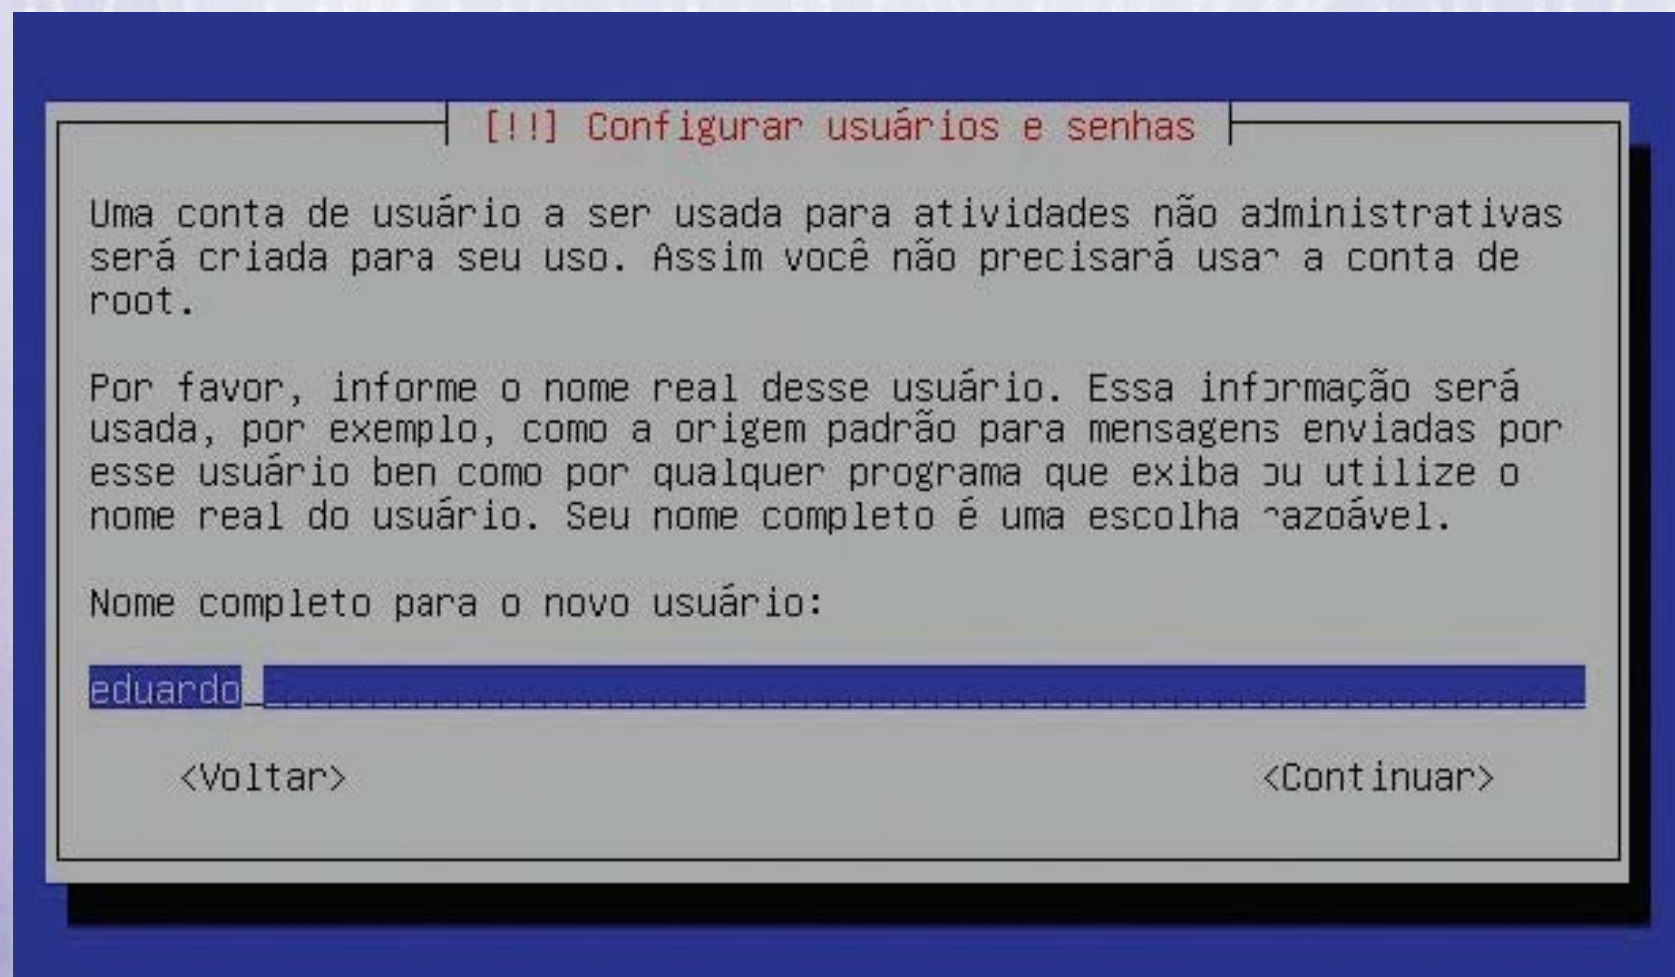 [!!] Configurar usuários e senhas
Uma conta de usuário a ser usada para atividades não administrativas
será criada para seu uso. Assim você não precisará usar a conta de
root.
Por favor, informe o nome real desse usuário. Essa informação será
usada, por exemplo, como a origem padrão para mensagens enviadas por
esse usuário ben como por qualquer programa que exiba ou utilize o
nome real do usuário. Seu nome completo é uma escolha razoável.
Nome completo para o novo usuário:
eduardo
<Voltar> <Continuar>